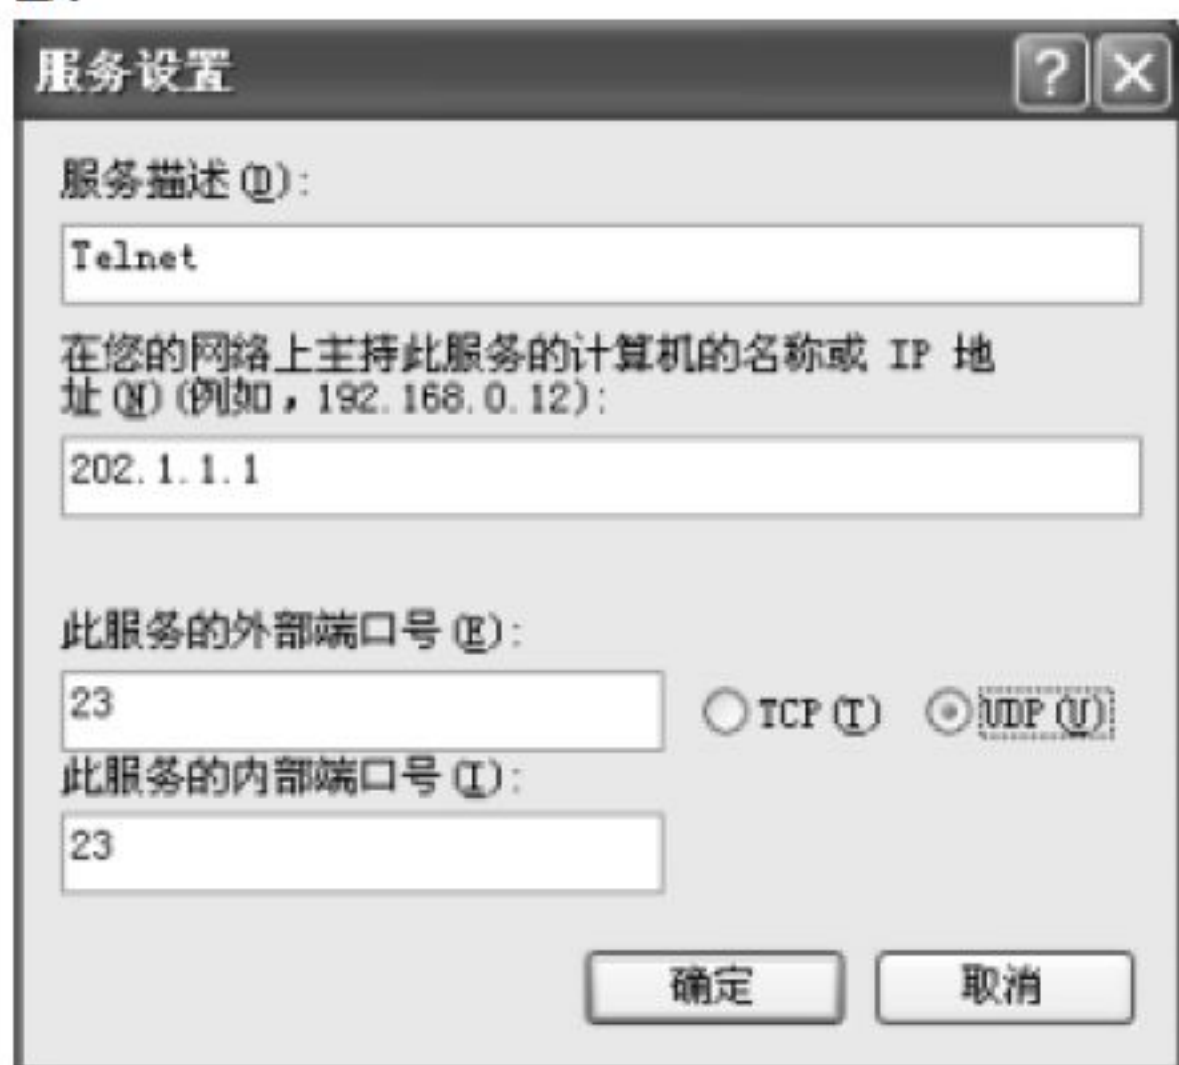 服务设置
服务描述(D):
Telnet
在您的网络上主持此服务的计算机的名称或 IP 地
址(N)(例如，192.168.0.12):
202.1.1.1
此服务的外部端口号(E):
23
TCP(T)
UDP(U)
此服务的内部端口号(I):
23
确定
取消